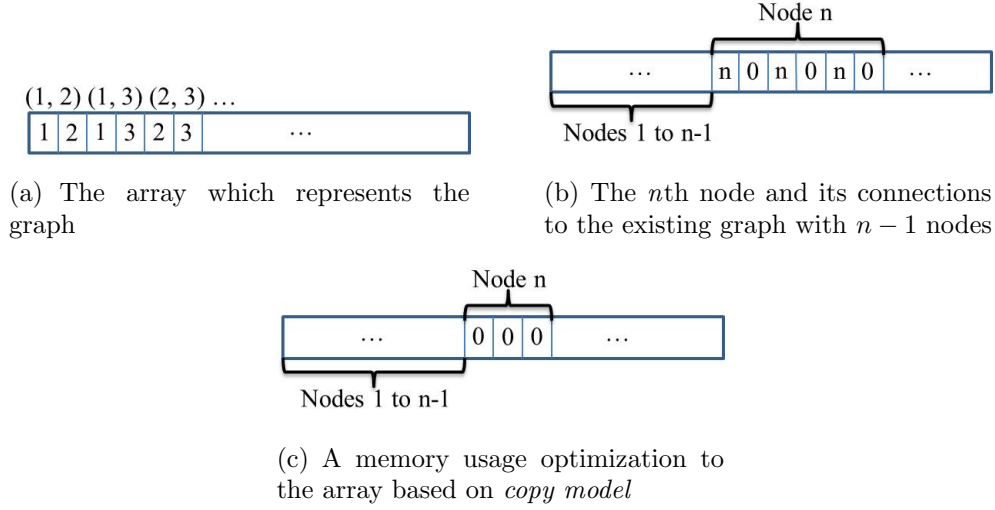 (1, 2) (1, 3) (2, 3) ...
1 2 1 3 2 3 ...
(a) The array which represents the
graph
Node n
... n 0 n 0 n 0 ...
Nodes 1 to n-1
(b) The nth node and its connections
to the existing graph with n − 1 nodes
Node n
... 0 0 0 ...
Nodes 1 to n-1
(c) A memory usage optimization to
the array based on copy model